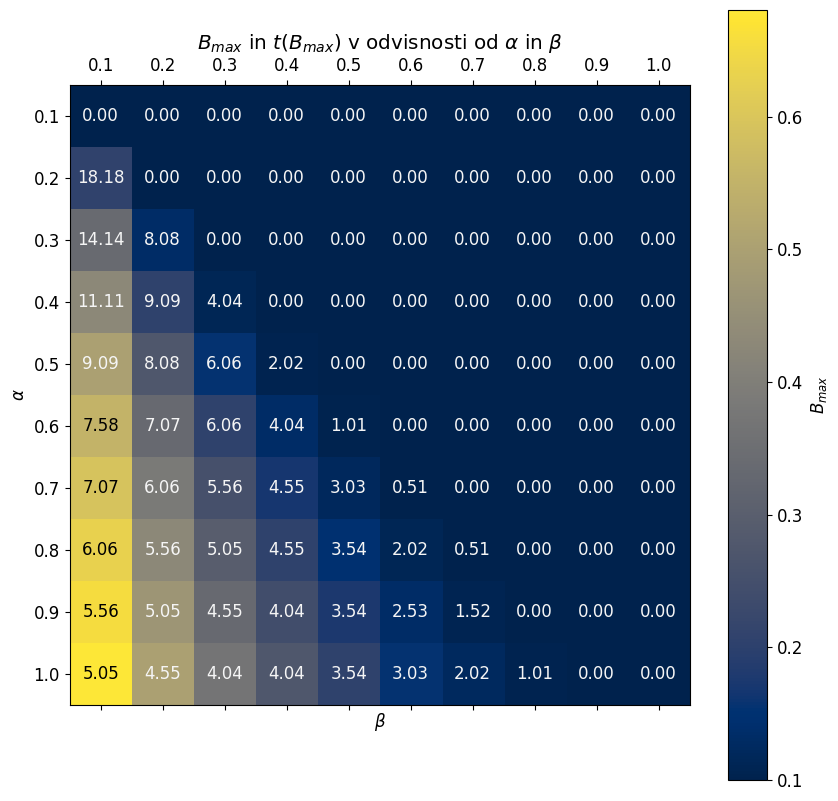 B_max in t(B_max) v odvisnosti od α in β
0.1 0.2 0.3 0.4 0.5 0.6 0.7 0.8 0.9 1.0
0.1 0.00 0.00 0.00 0.00 0.00 0.00 0.00 0.00 0.00 0.00
0.2 18.18 0.00 0.00 0.00 0.00 0.00 0.00 0.00 0.00 0.00
0.3 14.14 8.08 0.00 0.00 0.00 0.00 0.00 0.00 0.00 0.00
0.4 11.11 9.09 4.04 0.00 0.00 0.00 0.00 0.00 0.00 0.00
0.5 9.09 8.08 6.06 2.02 0.00 0.00 0.00 0.00 0.00 0.00
0.6 7.58 7.07 6.06 4.04 1.01 0.00 0.00 0.00 0.00 0.00
0.7 7.07 6.06 5.56 4.55 3.03 0.51 0.00 0.00 0.00 0.00
0.8 6.06 5.56 5.05 4.55 3.54 2.02 0.51 0.00 0.00 0.00
0.9 5.56 5.05 4.55 4.04 3.54 2.53 1.52 0.00 0.00 0.00
1.0 5.05 4.55 4.04 4.04 3.54 3.03 2.02 1.01 0.00 0.00
α
β
0.6
0.5
0.4
0.3
0.2
0.1
B_max